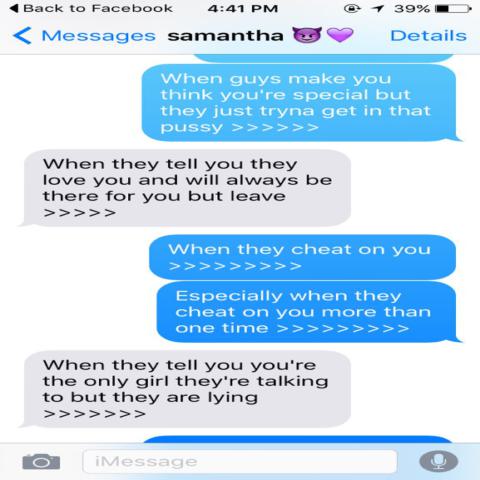 Back to Facebook 4:41 PM 39%
Messages samantha 😈💜 Details
When guys make you
think you're special but
they just tryna get in that
pussy >>>>>>
When they tell you they
love you and will always be
there for you but leave
>>>>>
When they cheat on you
>>>>>>>>>
Especially when they
cheat on you more than
one time >>>>>>>>>
When they tell you you're
the only girl they're talking
to but they are lying
>>>>>>>
iMessage